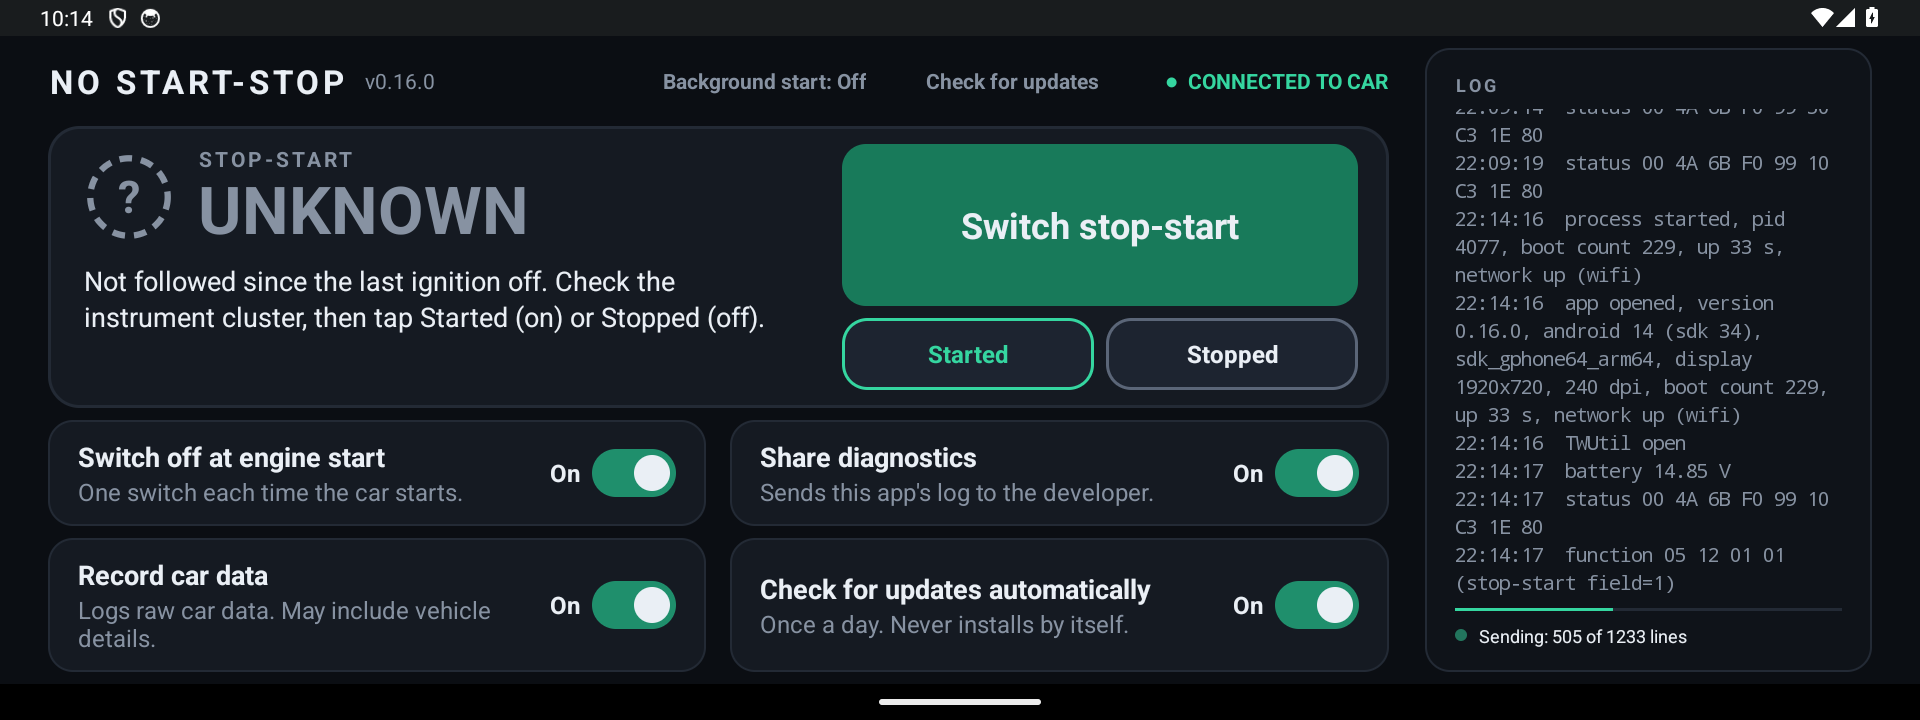 10:14
NO START-STOP v0.16.0
Background start: Off
Check for updates
CONNECTED TO CAR
STOP-START
UNKNOWN
Not followed since the last ignition off. Check the
instrument cluster, then tap Started (on) or Stopped (off).
Switch stop-start
Started
Stopped
Switch off at engine start
One switch each time the car starts.
On
Share diagnostics
Sends this app's log to the developer.
On
Record car data
Logs raw car data. May include vehicle
details.
On
Check for updates automatically
Once a day. Never installs by itself.
On
LOG
C3 1E 80
22:09:19 status 00 4A 6B F0 99 10
C3 1E 80
22:14:16 process started, pid
4077, boot count 229, up 33 s,
network up (wifi)
22:14:16 app opened, version
0.16.0, android 14 (sdk 34),
sdk_gphone64_arm64, display
1920x720, 240 dpi, boot count 229,
up 33 s, network up (wifi)
22:14:16 TWUtil open
22:14:17 battery 14.85 V
22:14:17 status 00 4A 6B F0 99 10
C3 1E 80
22:14:17 function 05 12 01 01
(stop-start field=1)
Sending: 505 of 1233 lines